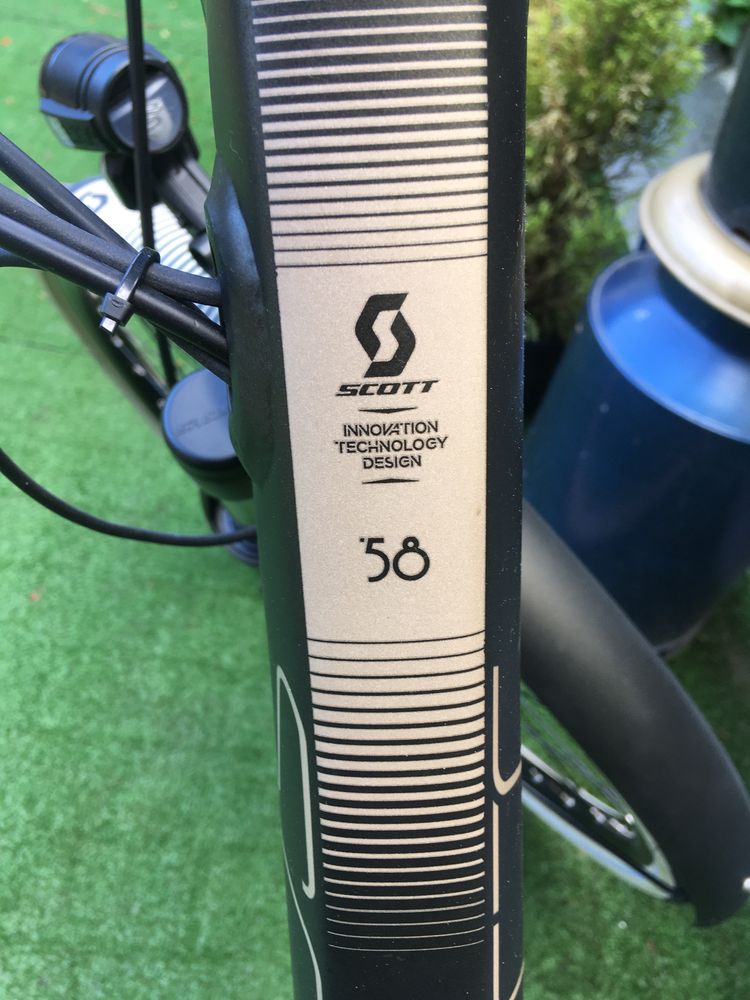 SCOTT
INNOVATION
TECHNOLOGY
DESIGN
58